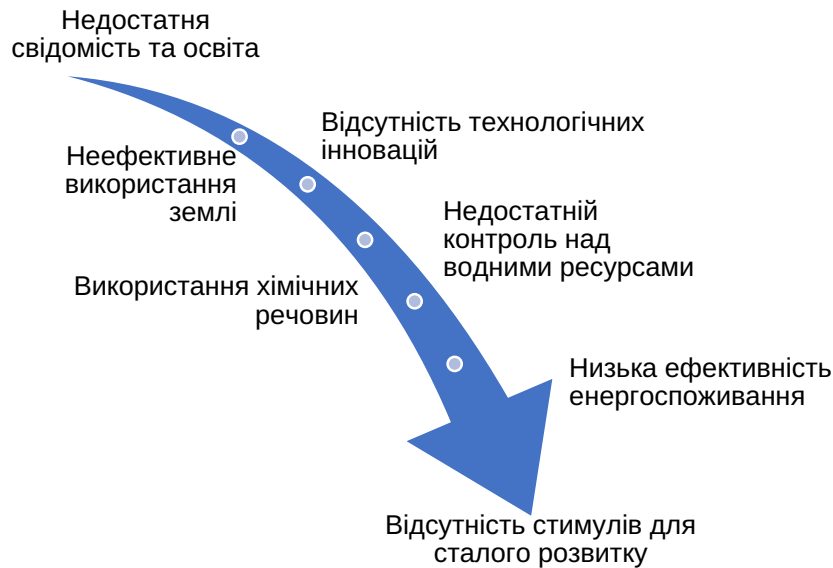 Недостатня
свідомість та освіта
Відсутність технологічних
інновацій
Неефективне
використання
землі
Недостатній
контроль над
водними ресурсами
Використання хімічних
речовин
Низька ефективність
енергоспоживання
Відсутність стимулів для
сталого розвитку